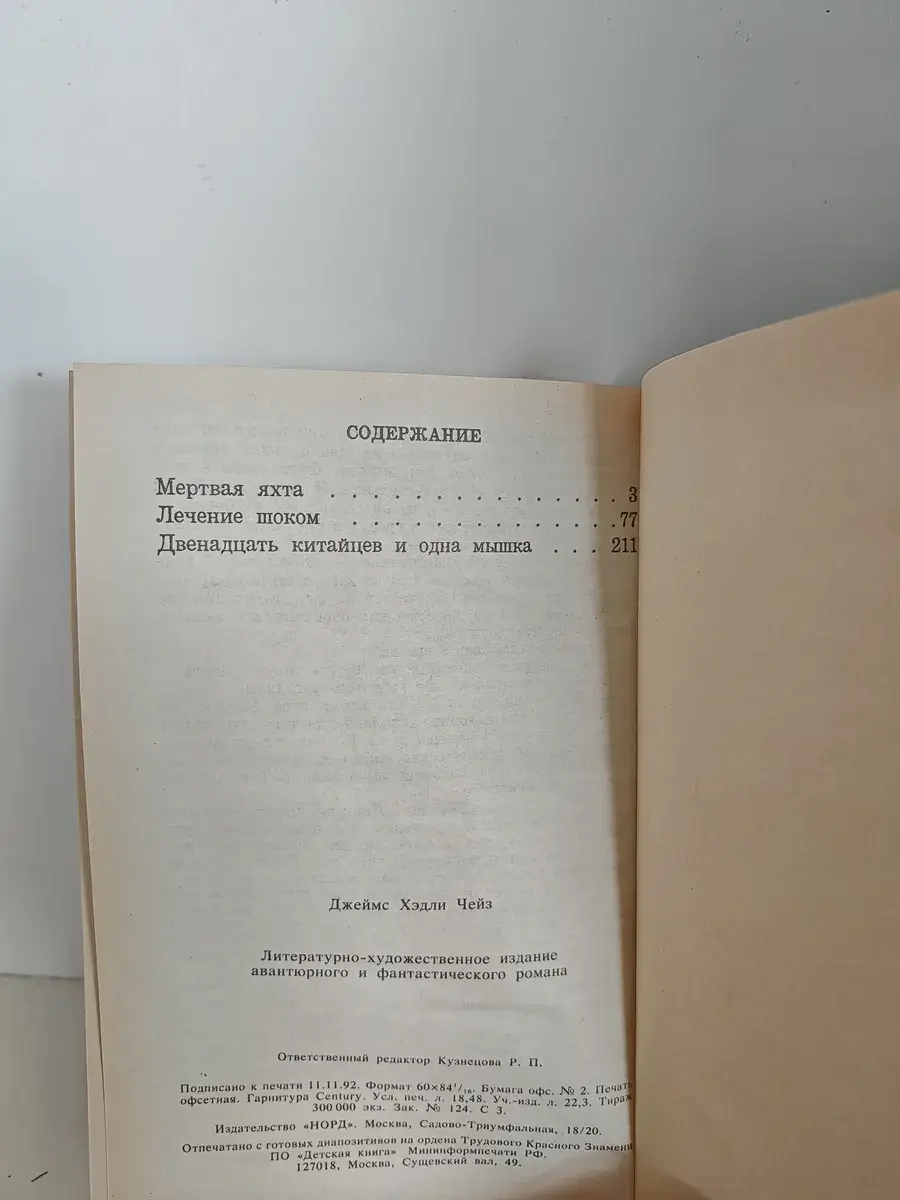 СОДЕРЖАНИЕ
Мертвая яхта . . . . . . . . . . . . . . . 3
Лечение шоком . . . . . . . . . . . . . . 77
Двенадцать китайцев и одна мышка . . . 211
Джеймс Хэдли Чейз
Литературно-художественное издание
авантюрного и фантастического романа
Ответственный редактор Кузнецова Р. П.
Подписано к печати 11.11.92. Формат 60×84¹/₁₆. Бумага офс. № 2. Печать
офсетная. Гарнитура Century. Усл. печ. л. 18,48. Уч.-изд. л. 22,3. Тираж
300 000 экз. Зак. № 124. С 3.
Издательство «НОРД». Москва, Садово-Триумфальная, 18/20.
Отпечатано с готовых диапозитивов на ордена Трудового Красного Знамени
ПО «Детская книга» Мининформпечати РФ.
127018, Москва, Сущевский вал, 49.